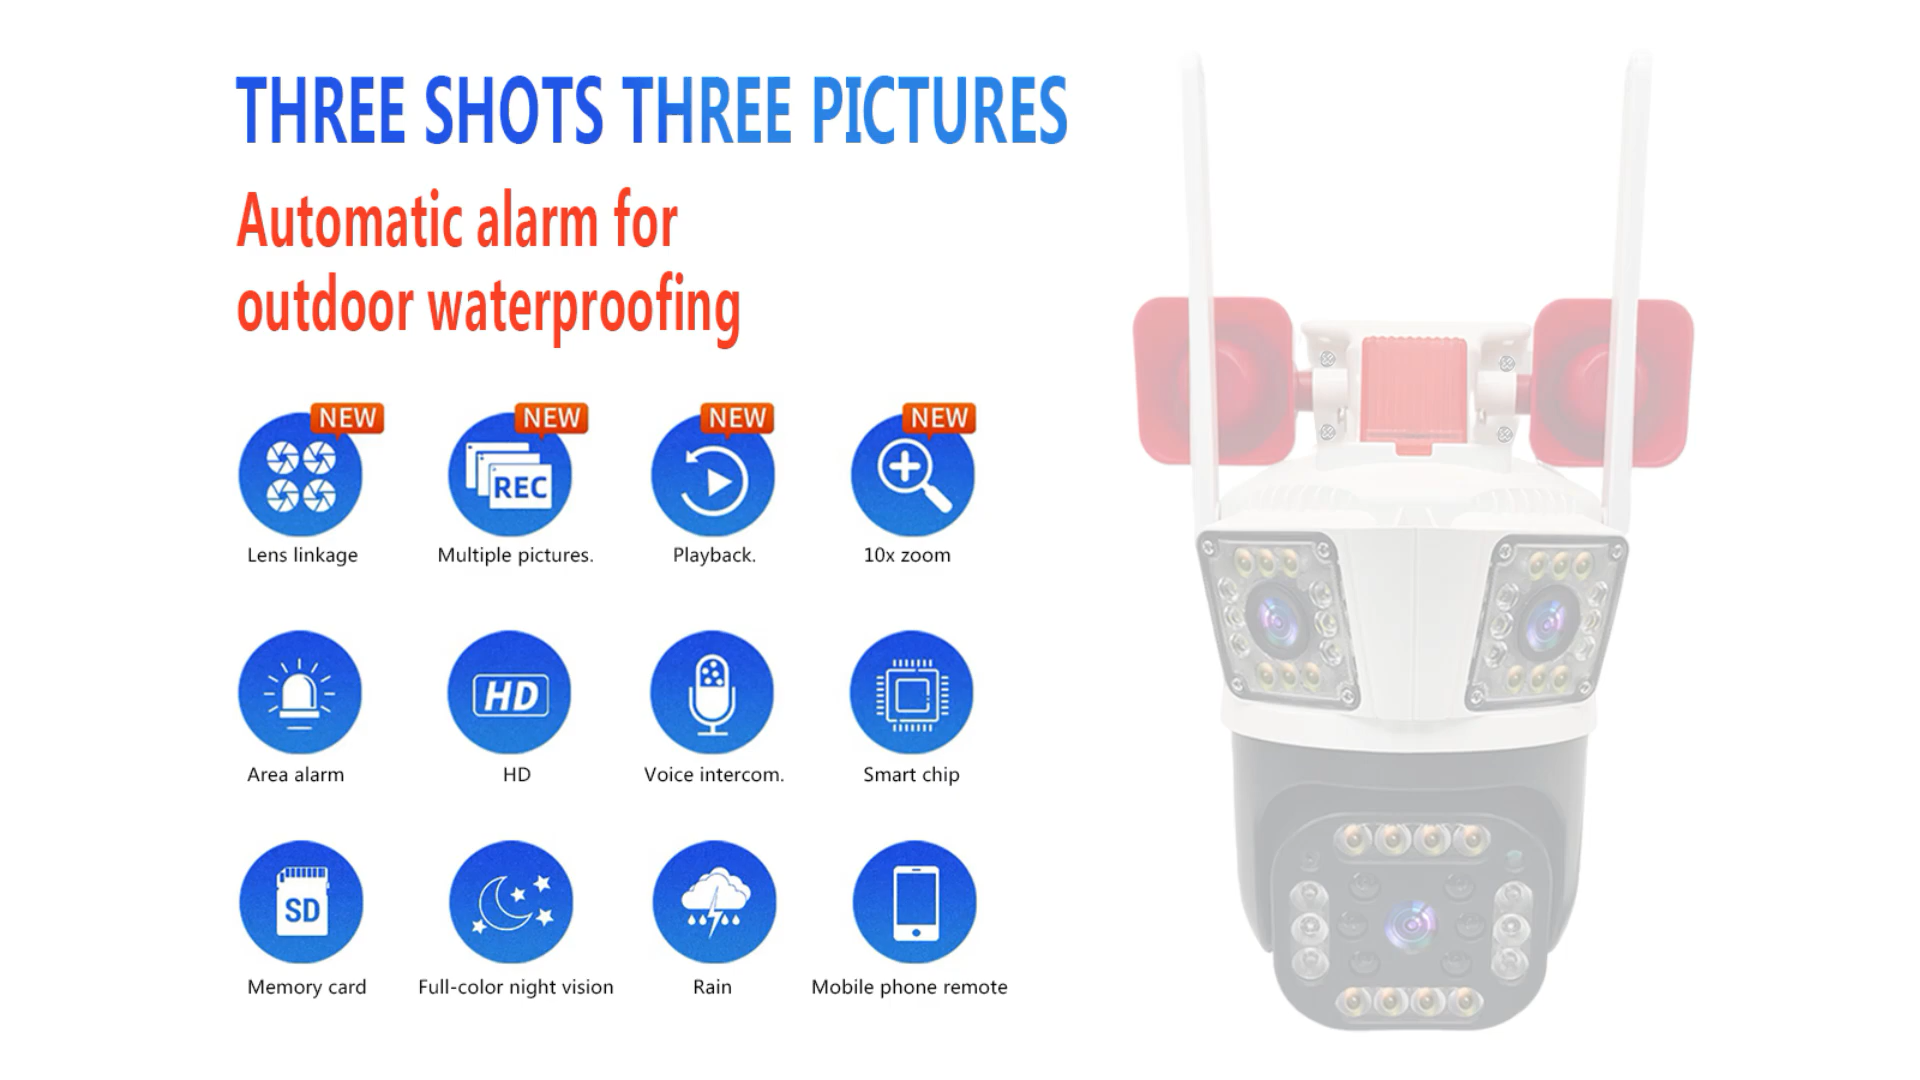 THREE SHOTS THREE PICTURES
Automatic alarm for
outdoor waterproofing
NEW
NEW
NEW
NEW
REC
Lens linkage
Multiple pictures.
Playback.
10x zoom
HD
Area alarm
HD
Voice intercom.
Smart chip
SD
Memory card
Full-color night vision
Rain
Mobile phone remote